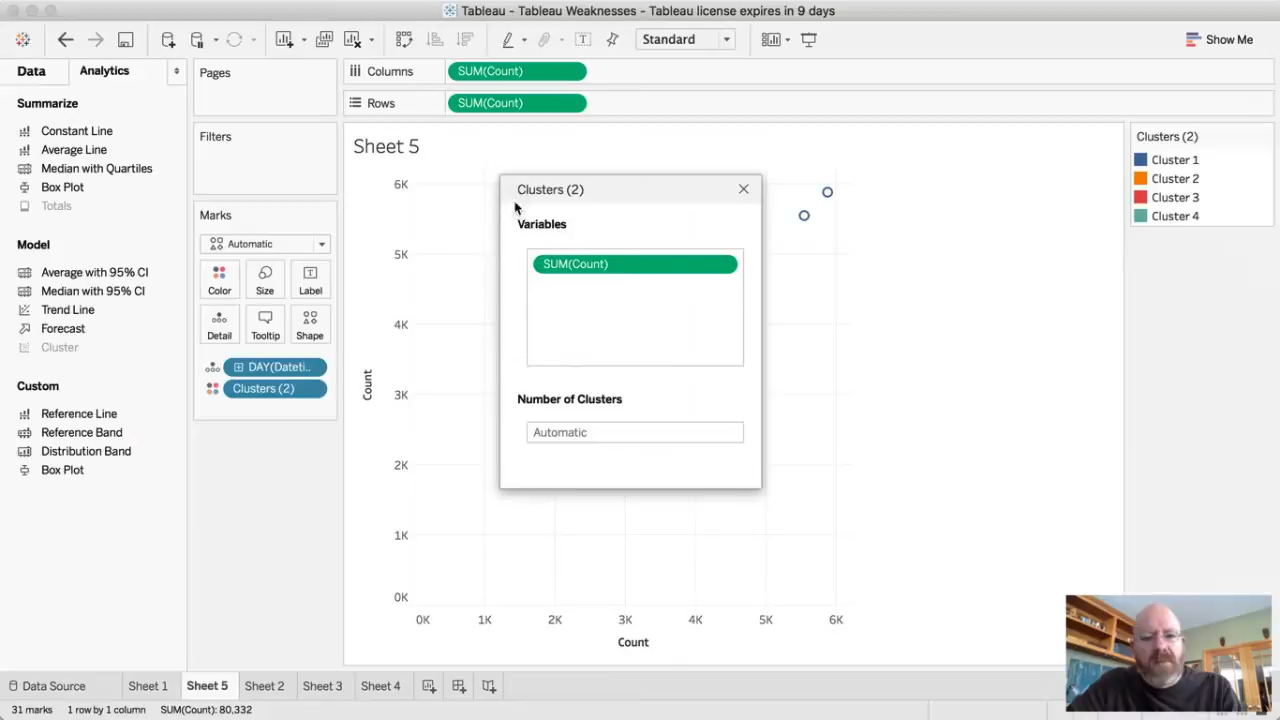 Tableau - Tableau Weaknesses - Tableau license expires in 9 days
Standard
Show Me
Data
Analytics
Summarize
Constant Line
Average Line
Median with Quartiles
Box Plot
Totals
Model
Average with 95% CI
Median with 95% CI
Trend Line
Forecast
Cluster
Custom
Reference Line
Reference Band
Distribution Band
Box Plot
Pages
Filters
Marks
Automatic
Color
Size
Label
Detail
Tooltip
Shape
DAY(Dateti..
Clusters (2)
Columns
SUM(Count)
Rows
SUM(Count)
Sheet 5
6K
5K
4K
3K
2K
1K
0K
Count
0K 1K 2K 3K 4K 5K 6K
Count
Clusters (2)
Variables
SUM(Count)
Number of Clusters
Automatic
Clusters (2)
Cluster 1
Cluster 2
Cluster 3
Cluster 4
Data Source
Sheet 1
Sheet 5
Sheet 2
Sheet 3
Sheet 4
31 marks
1 row by 1 column
SUM(Count): 80,332